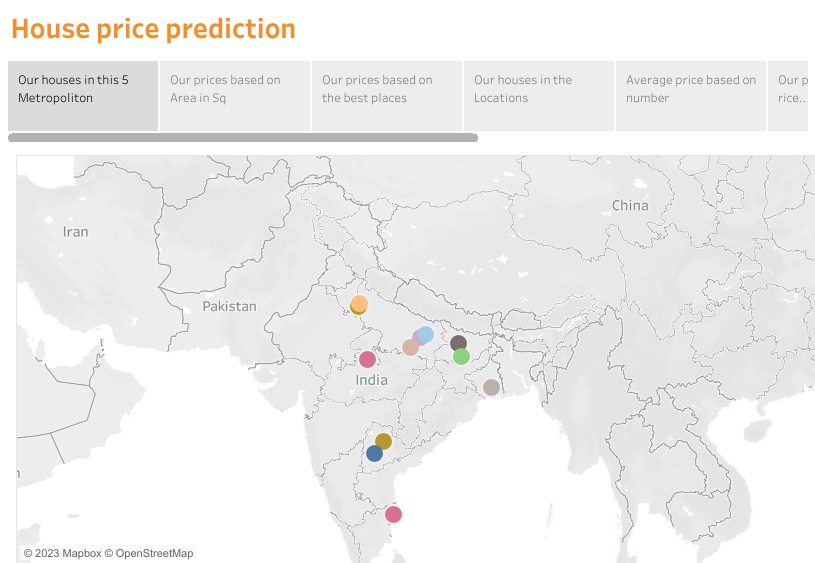 House price prediction
Our houses in this 5
Metropoliton
Our prices based on
Area in Sq
Our prices based on
the best places
Our houses in the
Locations
Average price based on
number
Our p
rice..
China
Iran
Pakistan
India
n
© 2023 Mapbox © OpenStreetMap